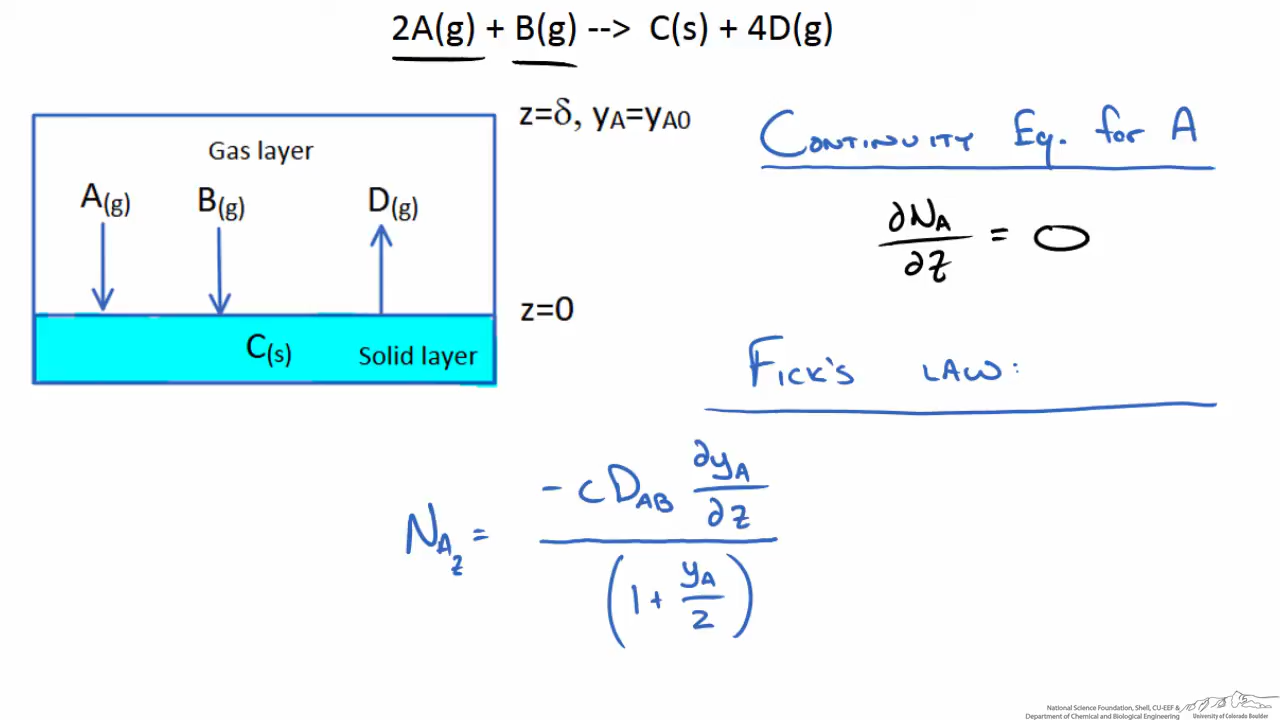 2A(g) + B(g) --> C(s) + 4D(g)
z=δ, yA=yA0
Gas layer
A(g) B(g) D(g)
z=0
C(s) Solid layer
CONTINUITY Eq. for A
∂NA/∂z = 0
FICK'S LAW:
NAz = -cDAB ∂yA/∂z / (1 + yA/2)
National Science Foundation, Shell, CU-EEF &
Department of Chemical and Biological Engineering
University of Colorado Boulder